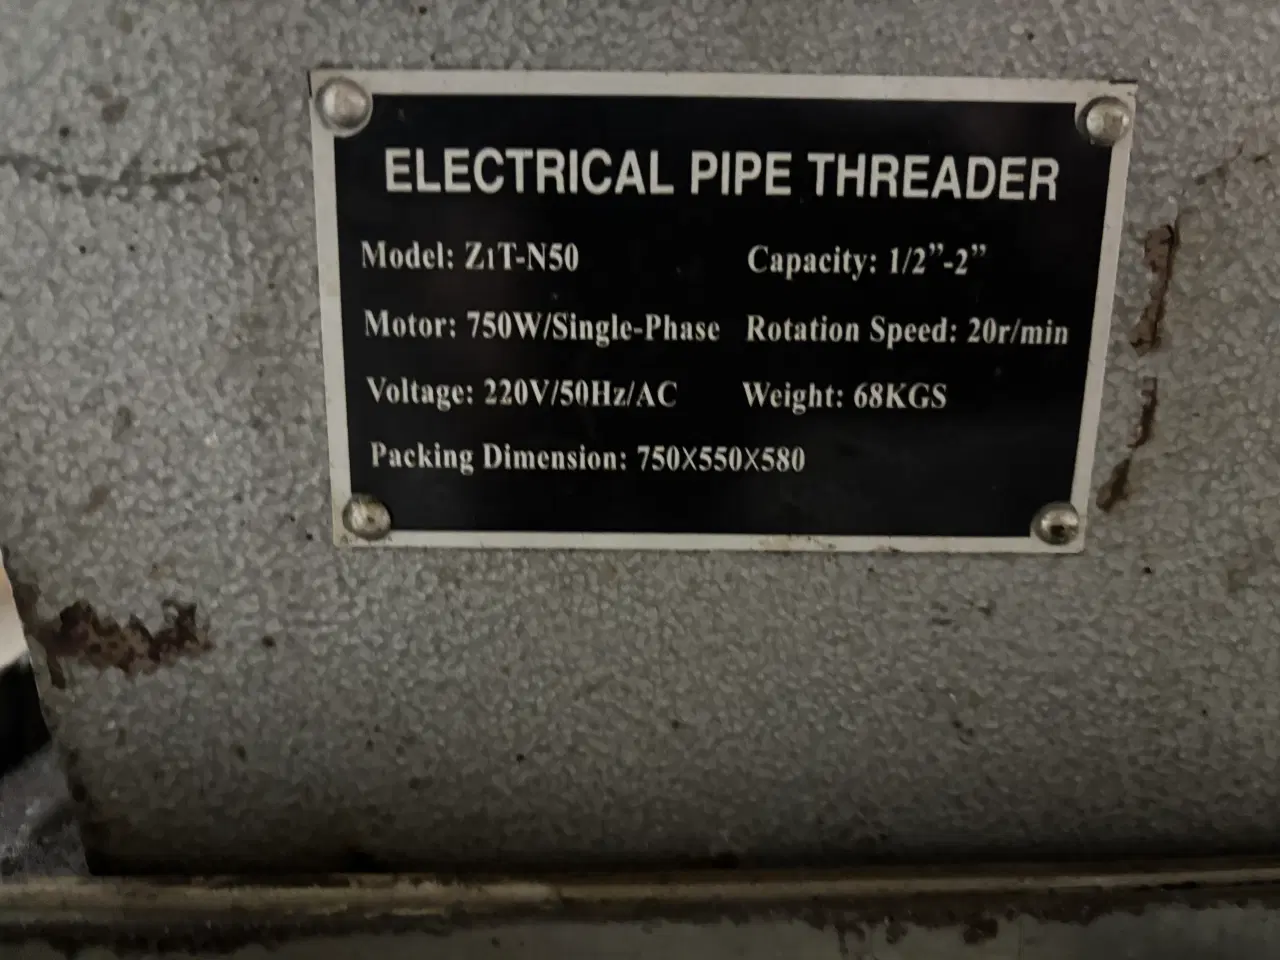 ELECTRICAL PIPE THREADER
Model: Z1T-N50 Capacity: 1/2”-2”
Motor: 750W/Single-Phase Rotation Speed: 20r/min
Voltage: 220V/50Hz/AC Weight: 68KGS
Packing Dimension: 750X550X580